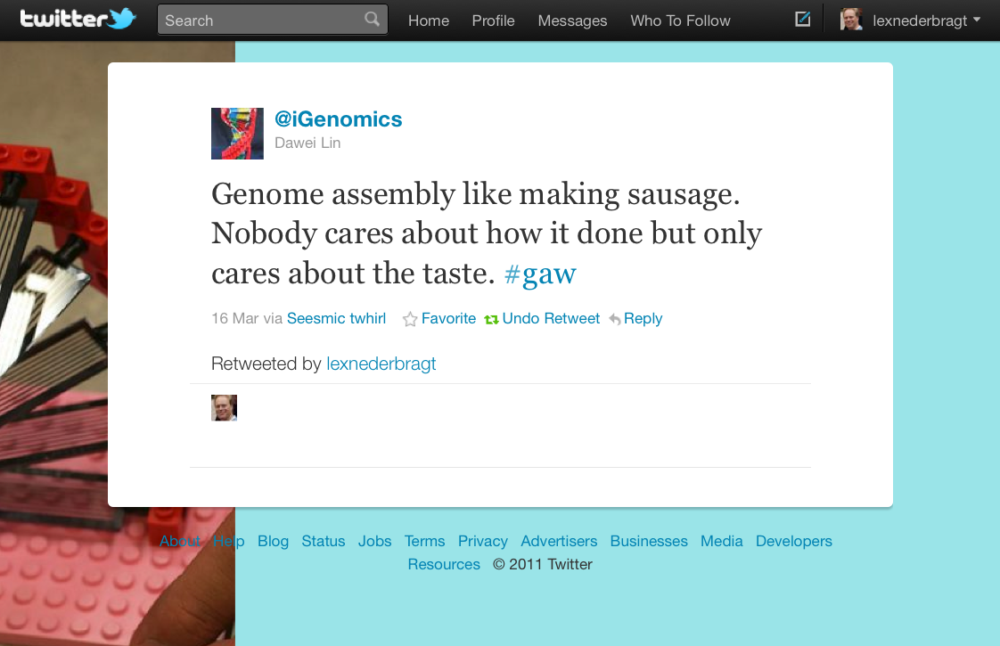 twitter Search Home Profile Messages Who To Follow lexnederbragt
@iGenomics
Dawei Lin
Genome assembly like making sausage.
Nobody cares about how it done but only
cares about the taste. #gaw
16 Mar via Seesmic twhirl Favorite Undo Retweet Reply
Retweeted by lexnederbragt
About Help Blog Status Jobs Terms Privacy Advertisers Businesses Media Developers
Resources © 2011 Twitter